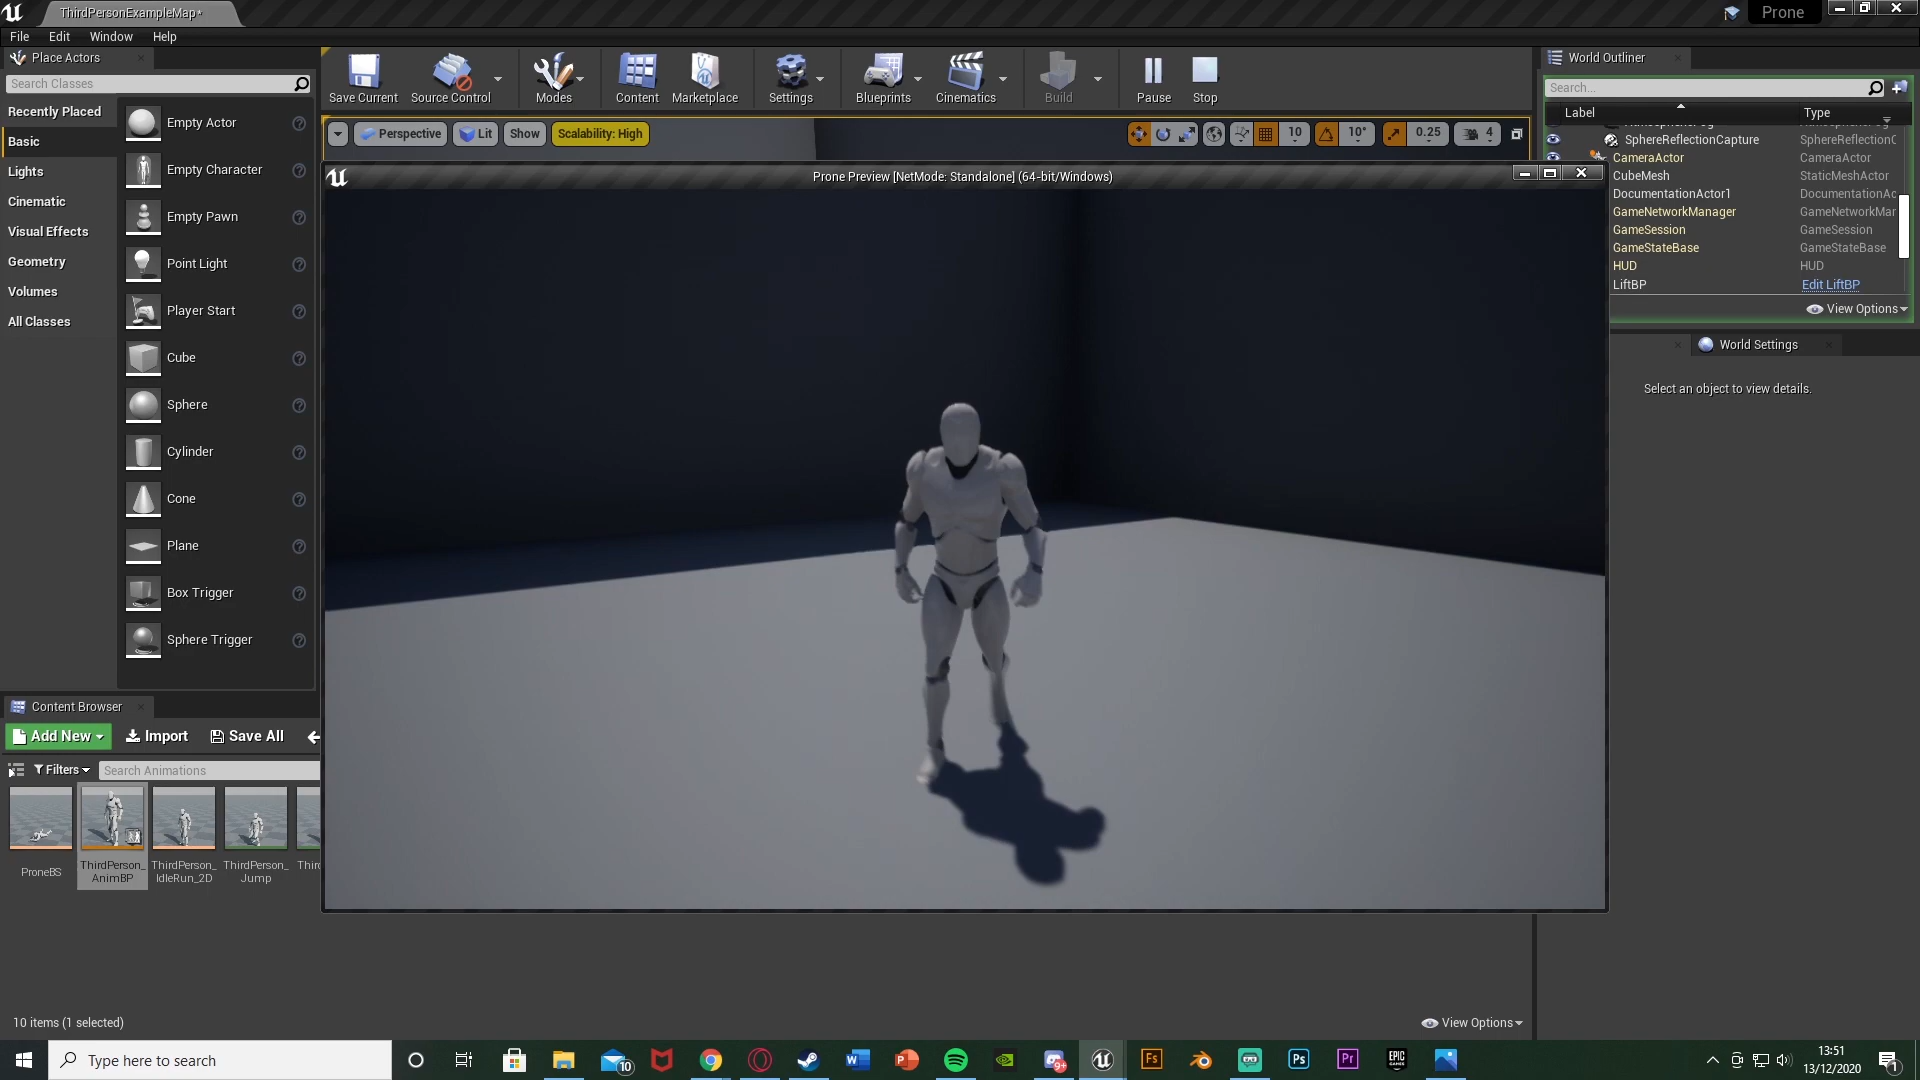 ThirdPersonExampleMap*
Prone
File Edit Window Help
Place Actors
Search Classes
Recently Placed
Basic
Lights
Cinematic
Visual Effects
Geometry
Volumes
All Classes
Empty Actor
Empty Character
Empty Pawn
Point Light
Player Start
Cube
Sphere
Cylinder
Cone
Plane
Box Trigger
Sphere Trigger
Save Current Source Control Modes Content Marketplace Settings Blueprints Cinematics Build Pause Stop
Perspective Lit Show Scalability: High 10 10° 0.25 4
Prone Preview [NetMode: Standalone] (64-bit/Windows)
World Outliner
Search...
Label Type
SphereReflectionCapture SphereReflectionC
CameraActor CameraActor
CubeMesh StaticMeshActor
DocumentationActor1 DocumentationAc
GameNetworkManager GameNetworkMar
GameSession GameSession
GameStateBase GameStateBase
HUD HUD
LiftBP Edit LiftBP
View Options
World Settings
Select an object to view details.
Content Browser
Add New Import Save All
Filters Search Animations
ProneBS
ThirdPerson_
AnimBP
ThirdPerson_
IdleRun_2D
ThirdPerson_
Jump
Third
10 items (1 selected)
View Options
Type here to search
10
9+
13:51
13/12/2020
1